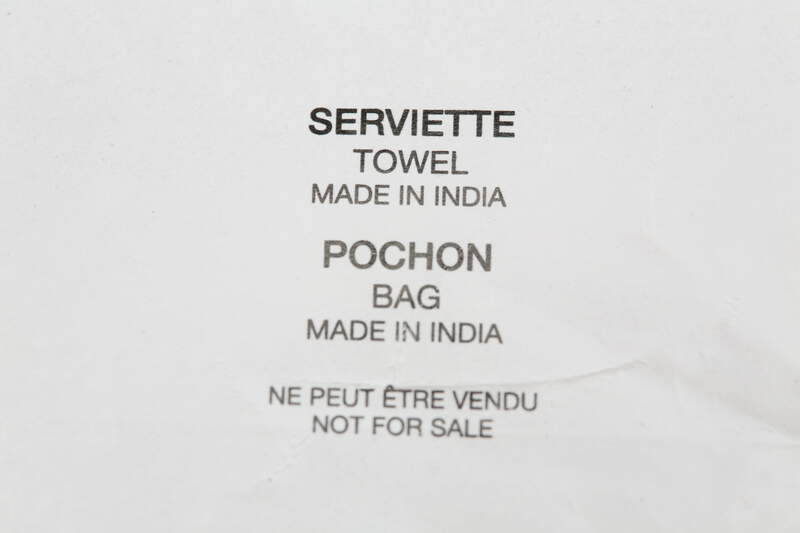 SERVIETTE
TOWEL
MADE IN INDIA
POCHON
BAG
MADE IN INDIA
NE PEUT ÊTRE VENDU
NOT FOR SALE